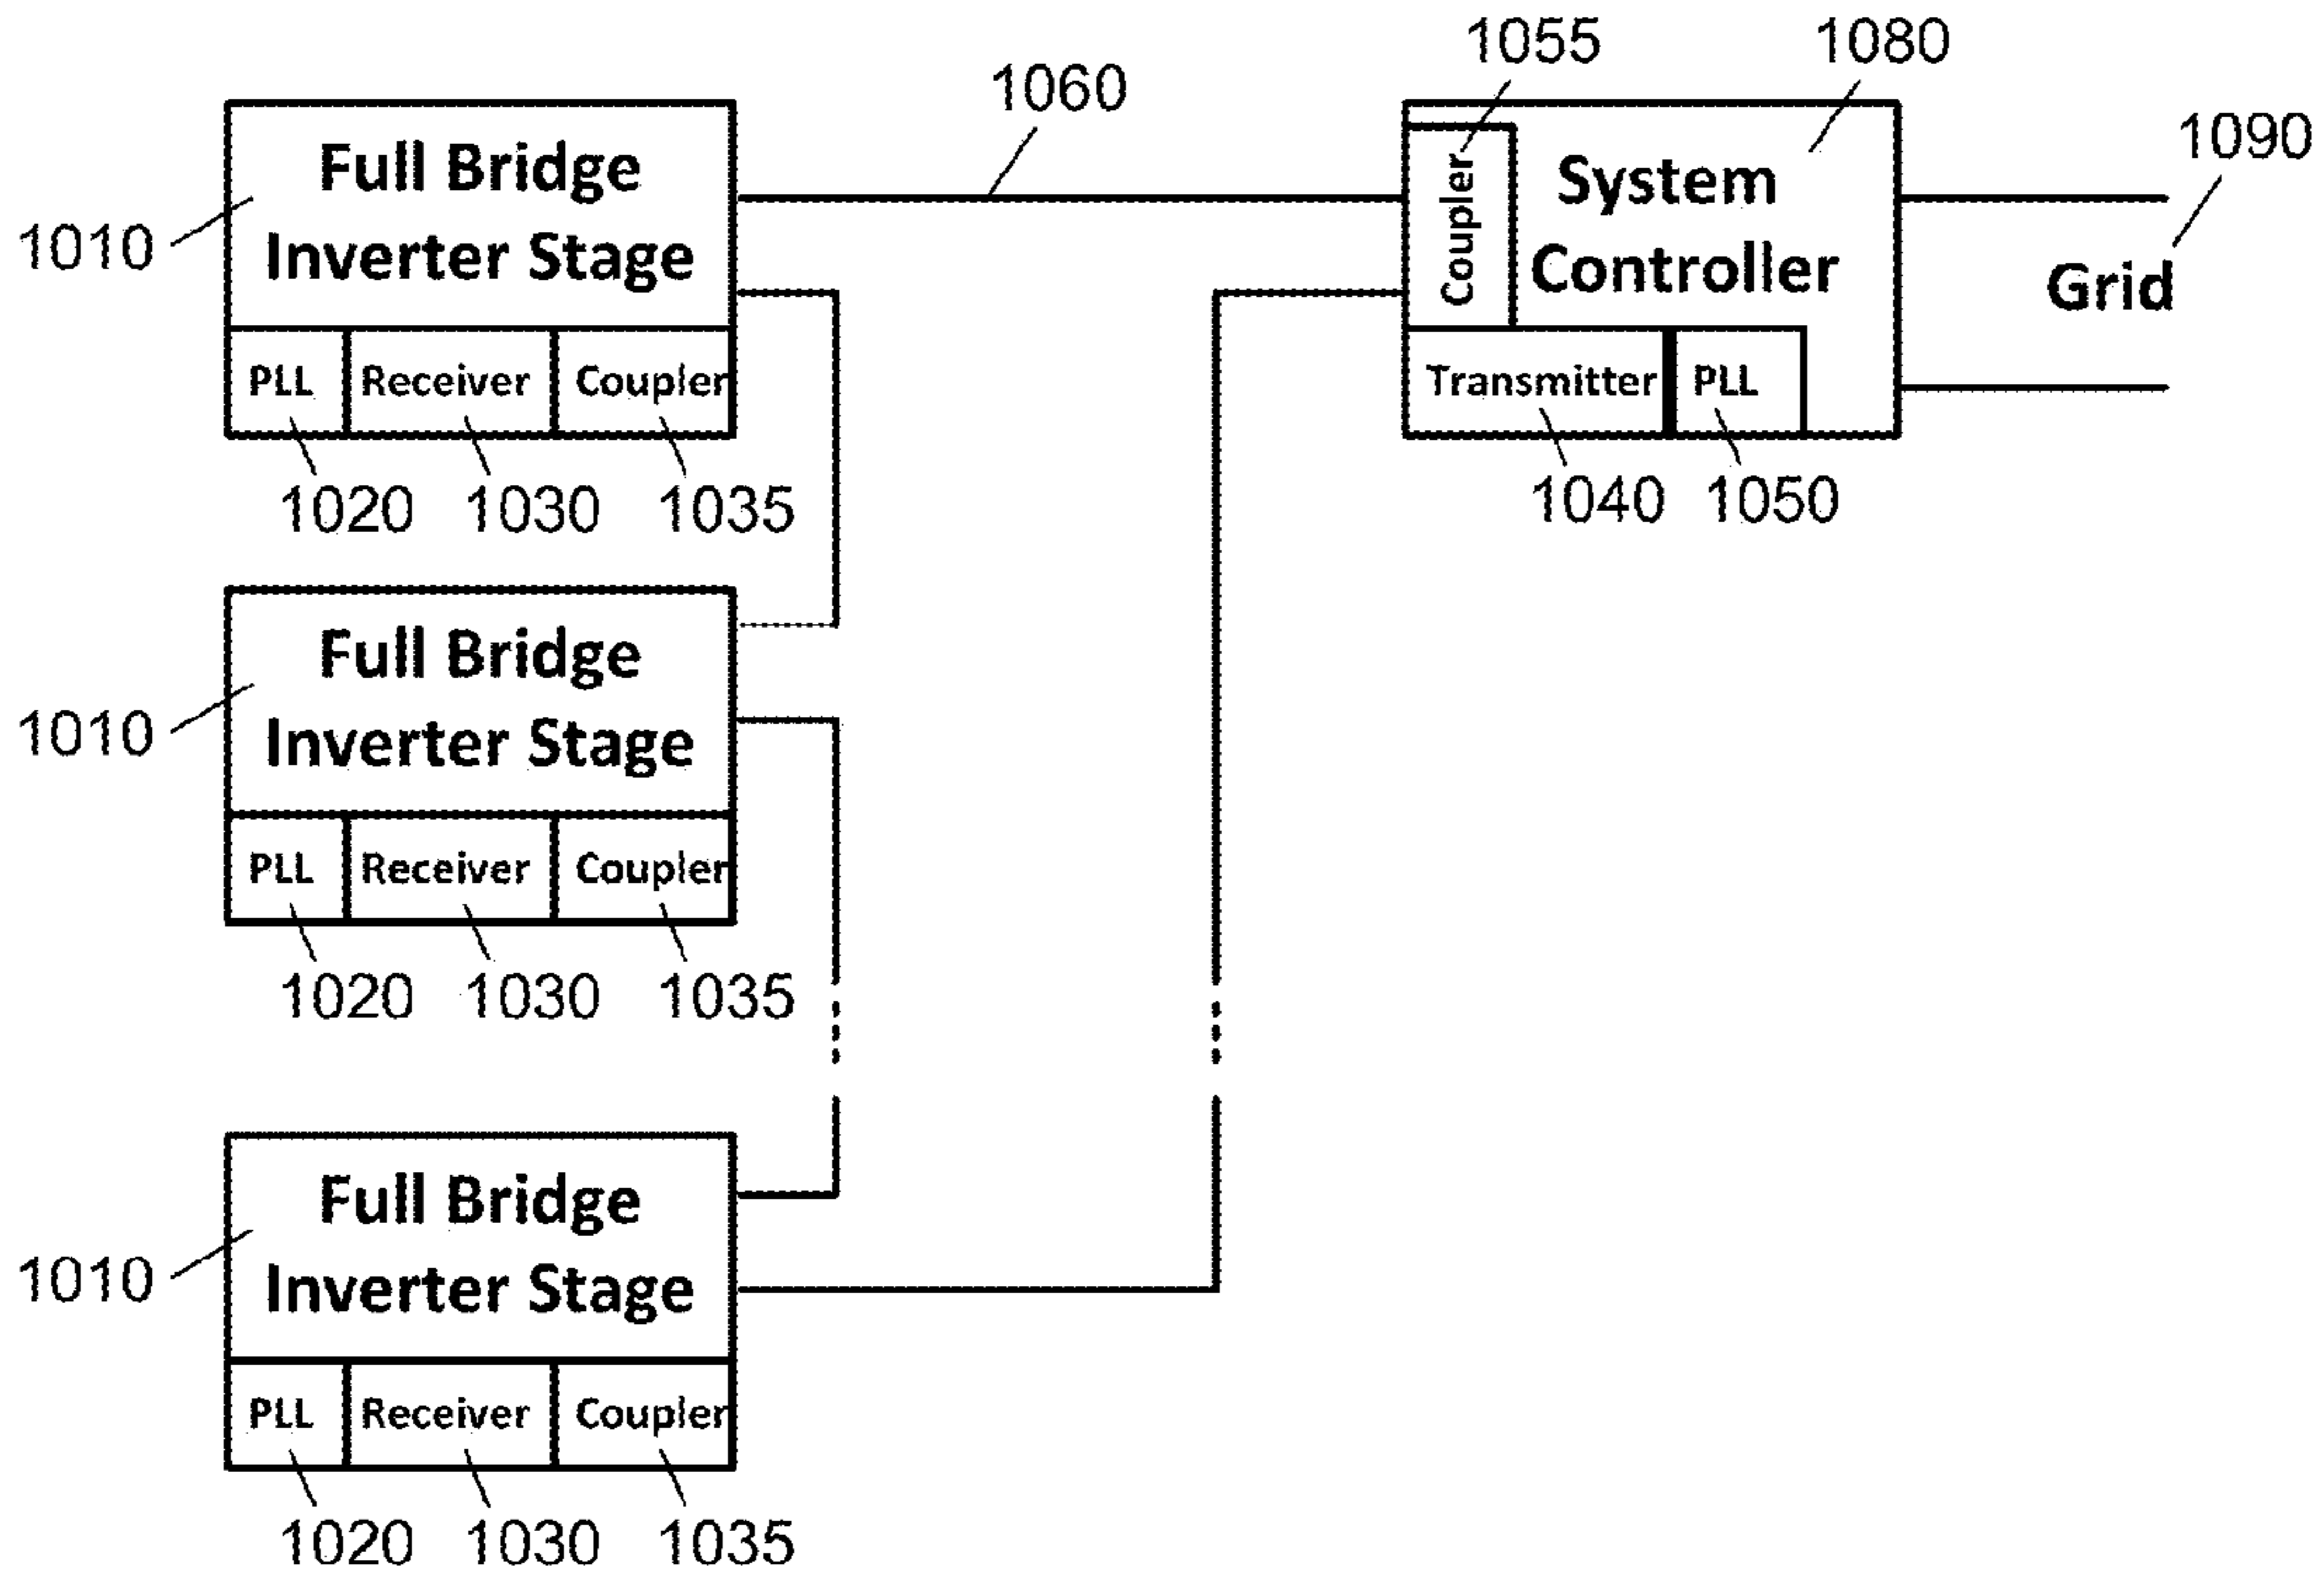 1055
1080
1060
1090
Full Bridge
Inverter Stage
1010
PLL
Receiver
Coupler
1020
1030
1035
Coupler
System
Controller
Transmitter
PLL
1040
1050
Grid
Full Bridge
Inverter Stage
1010
PLL
Receiver
Coupler
1020
1030
1035
Full Bridge
Inverter Stage
1010
PLL
Receiver
Coupler
1020
1030
1035